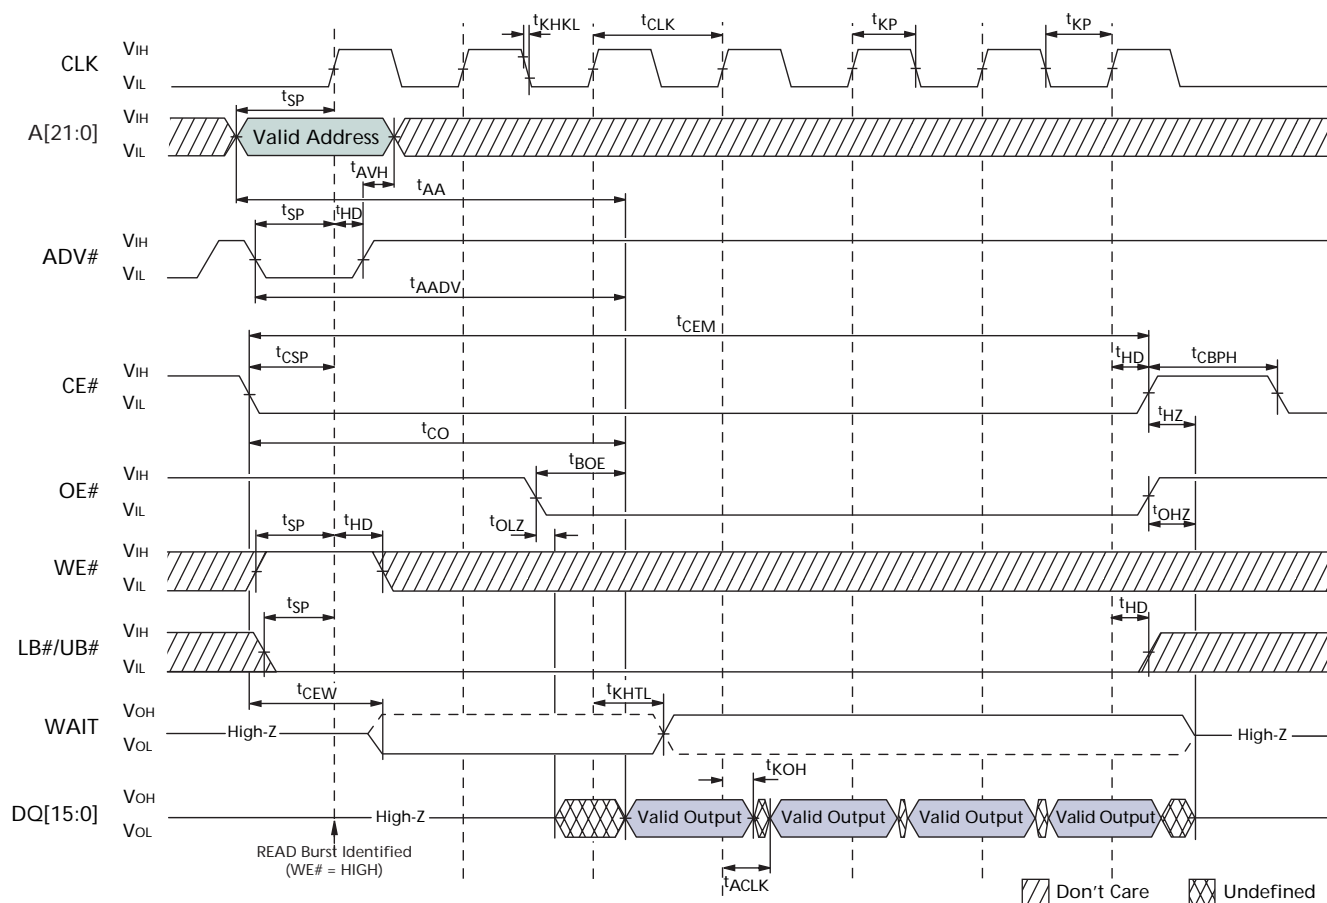 tKHKL tCLK tKP tKP
CLK VIH
VIL
tSP
A[21:0] VIH
VIL
Valid Address
tAVH
tAA
tSP tHD
ADV# VIH
VIL
tAADV
tCEM
tCSP tHD tCBPH
CE# VIH
VIL
tHZ
tCO
tBOE
OE# VIH
VIL
tOLZ tOHZ
tSP tHD
WE# VIH
VIL
tSP tHD
LB#/UB# VIH
VIL
tCEW tKHTL
WAIT VOH
VOL
High-Z High-Z
tKOH
DQ[15:0] VOH
VOL
High-Z Valid Output Valid Output Valid Output Valid Output
READ Burst Identified
(WE# = HIGH)
tACLK
Don't Care Undefined